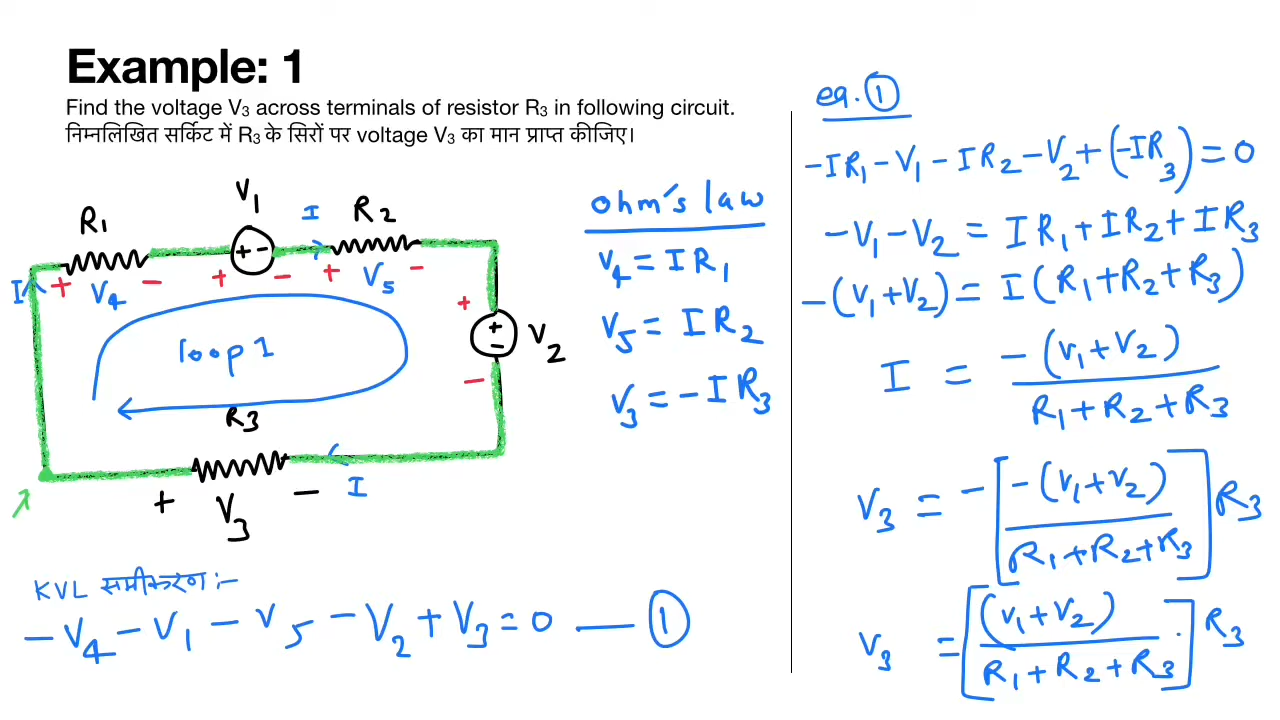 Example: 1
Find the voltage V₃ across terminals of resistor R₃ in following circuit.
निम्नलिखित सर्किट में R₃ के सिरों पर voltage V₃ का मान प्राप्त कीजिए।
V₁
I
R₂
R₁
+ −
I
+
V₄
−
+
−
+
V₅
−
+
+
−
V₂
−
loop 1
R₃
+
V₃
−
I
KVL समीकरण:-
-V₄ - V₁ - V₅ - V₂ + V₃ = 0 — ①
ohm's law
V₄ = IR₁
V₅ = IR₂
V₃ = -IR₃
eq. ①
-IR₁ - V₁ - IR₂ - V₂ + (-IR₃) = 0
-V₁ - V₂ = IR₁ + IR₂ + IR₃
-(V₁ + V₂) = I(R₁ + R₂ + R₃)
I = -(V₁ + V₂) / R₁ + R₂ + R₃
V₃ = -[-(V₁ + V₂) / R₁ + R₂ + R₃] R₃
V₃ = [(V₁ + V₂) / R₁ + R₂ + R₃ ·] R₃